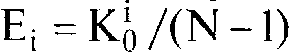 E_i = K_0^i /(N̄ − 1)